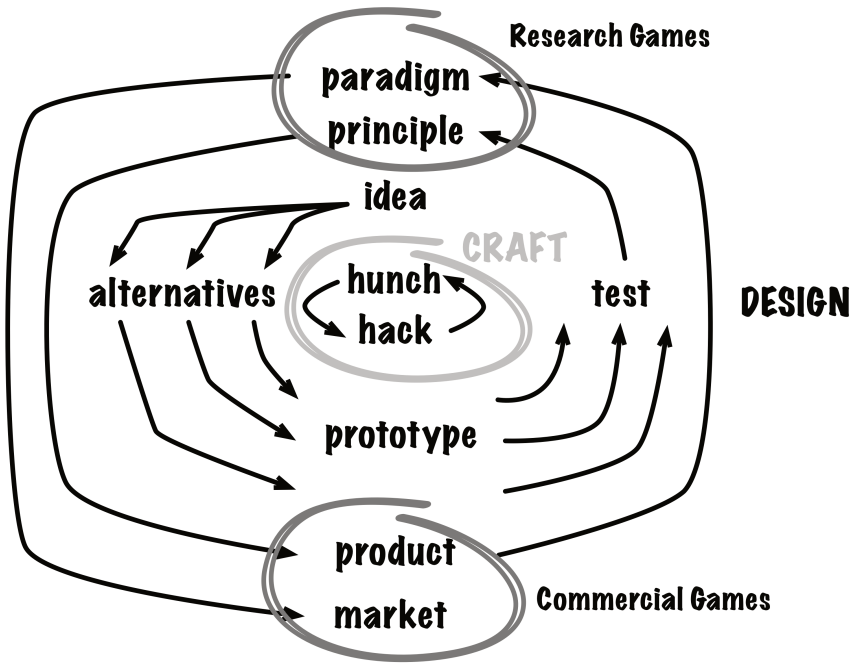 Research Games
paradigm
principle
idea
CRAFT
alternatives
hunch
hack
test
DESIGN
prototype
product
market
Commercial Games